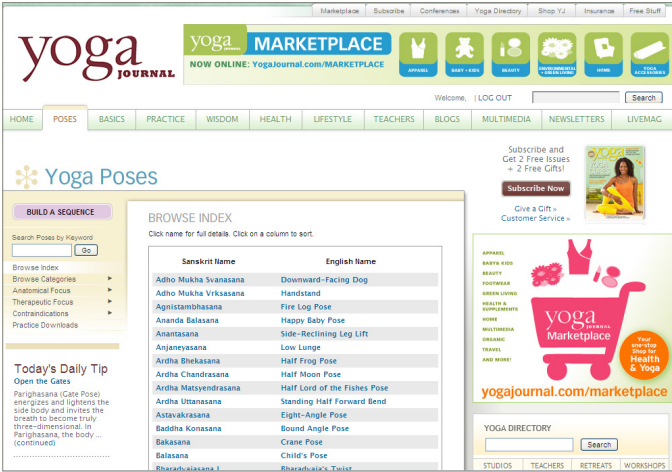 Marketplace Subscribe Conferences Yoga Directory Shop YJ Insurance Free Stuff
yoga
JOURNAL
yoga
JOURNAL
MARKETPLACE
NOW ONLINE: YogaJournal.com/MARKETPLACE
APPAREL
BABY + KIDS
BEAUTY
ENVIRONMENTAL
+ GREEN LIVING
HOME
YOGA
ACCESSORIES
Welcome, | LOG OUT
Search
HOME POSES BASICS PRACTICE WISDOM HEALTH LIFESTYLE TEACHERS BLOGS MULTIMEDIA NEWSLETTERS LIVEMAG
Yoga Poses
BUILD A SEQUENCE
Search Poses by Keyword
Go
Browse Index
Browse Categories
Anatomical Focus
Therapeutic Focus
Contraindications
Practice Downloads
Today's Daily Tip
Open the Gates
Parighasana (Gate Pose)
energizes and lightens the
side body and invites the
breath to become truly
three-dimensional. In
Parighasana, the body ...
(continued)
BROWSE INDEX
Click name for full details. Click on a column to sort.
Sanskrit Name English Name
Adho Mukha Svanasana Downward-Facing Dog
Adho Mukha Vrksasana Handstand
Agnistambhasana Fire Log Pose
Ananda Balasana Happy Baby Pose
Anantasana Side-Reclining Leg Lift
Anjaneyasana Low Lunge
Ardha Bhekasana Half Frog Pose
Ardha Chandrasana Half Moon Pose
Ardha Matsyendrasana Half Lord of the Fishes Pose
Ardha Uttanasana Standing Half Forward Bend
Astavakrasana Eight-Angle Pose
Baddha Konasana Bound Angle Pose
Bakasana Crane Pose
Balasana Child's Pose
Bharadvajasana I Bharadvaja's Twist
Subscribe and
Get 2 Free Issues
+ 2 Free Gifts!
Subscribe Now
Give a Gift »
Customer Service »
yoga
APPAREL
BABY & KIDS
BEAUTY
FOOTWEAR
GREEN LIVING
HEALTH &
SUPPLEMENTS
HOME
MULTIMEDIA
ORGANIC
TRAVEL
AND MORE!
yoga
JOURNAL
Marketplace
Your
one-stop
Shop for
Health
& Yoga
yogajournal.com/marketplace
YOGA DIRECTORY
Search
STUDIOS TEACHERS RETREATS WORKSHOPS